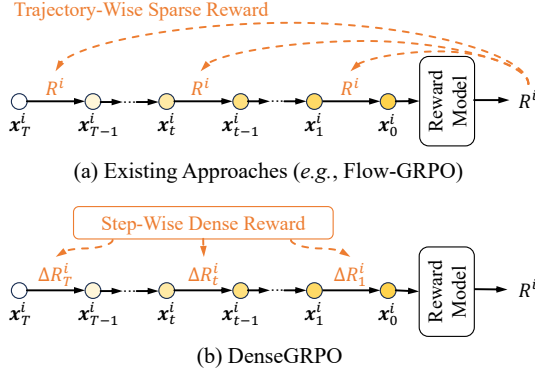 Trajectory-Wise Sparse Reward
R^i R^i R^i Reward Model R^i
x_T^i x_{T-1}^i x_t^i x_{t-1}^i x_1^i x_0^i
(a) Existing Approaches (e.g., Flow-GRPO)
Step-Wise Dense Reward
ΔR_T^i ΔR_t^i ΔR_1^i Reward Model R^i
x_T^i x_{T-1}^i x_t^i x_{t-1}^i x_1^i x_0^i
(b) DenseGRPO